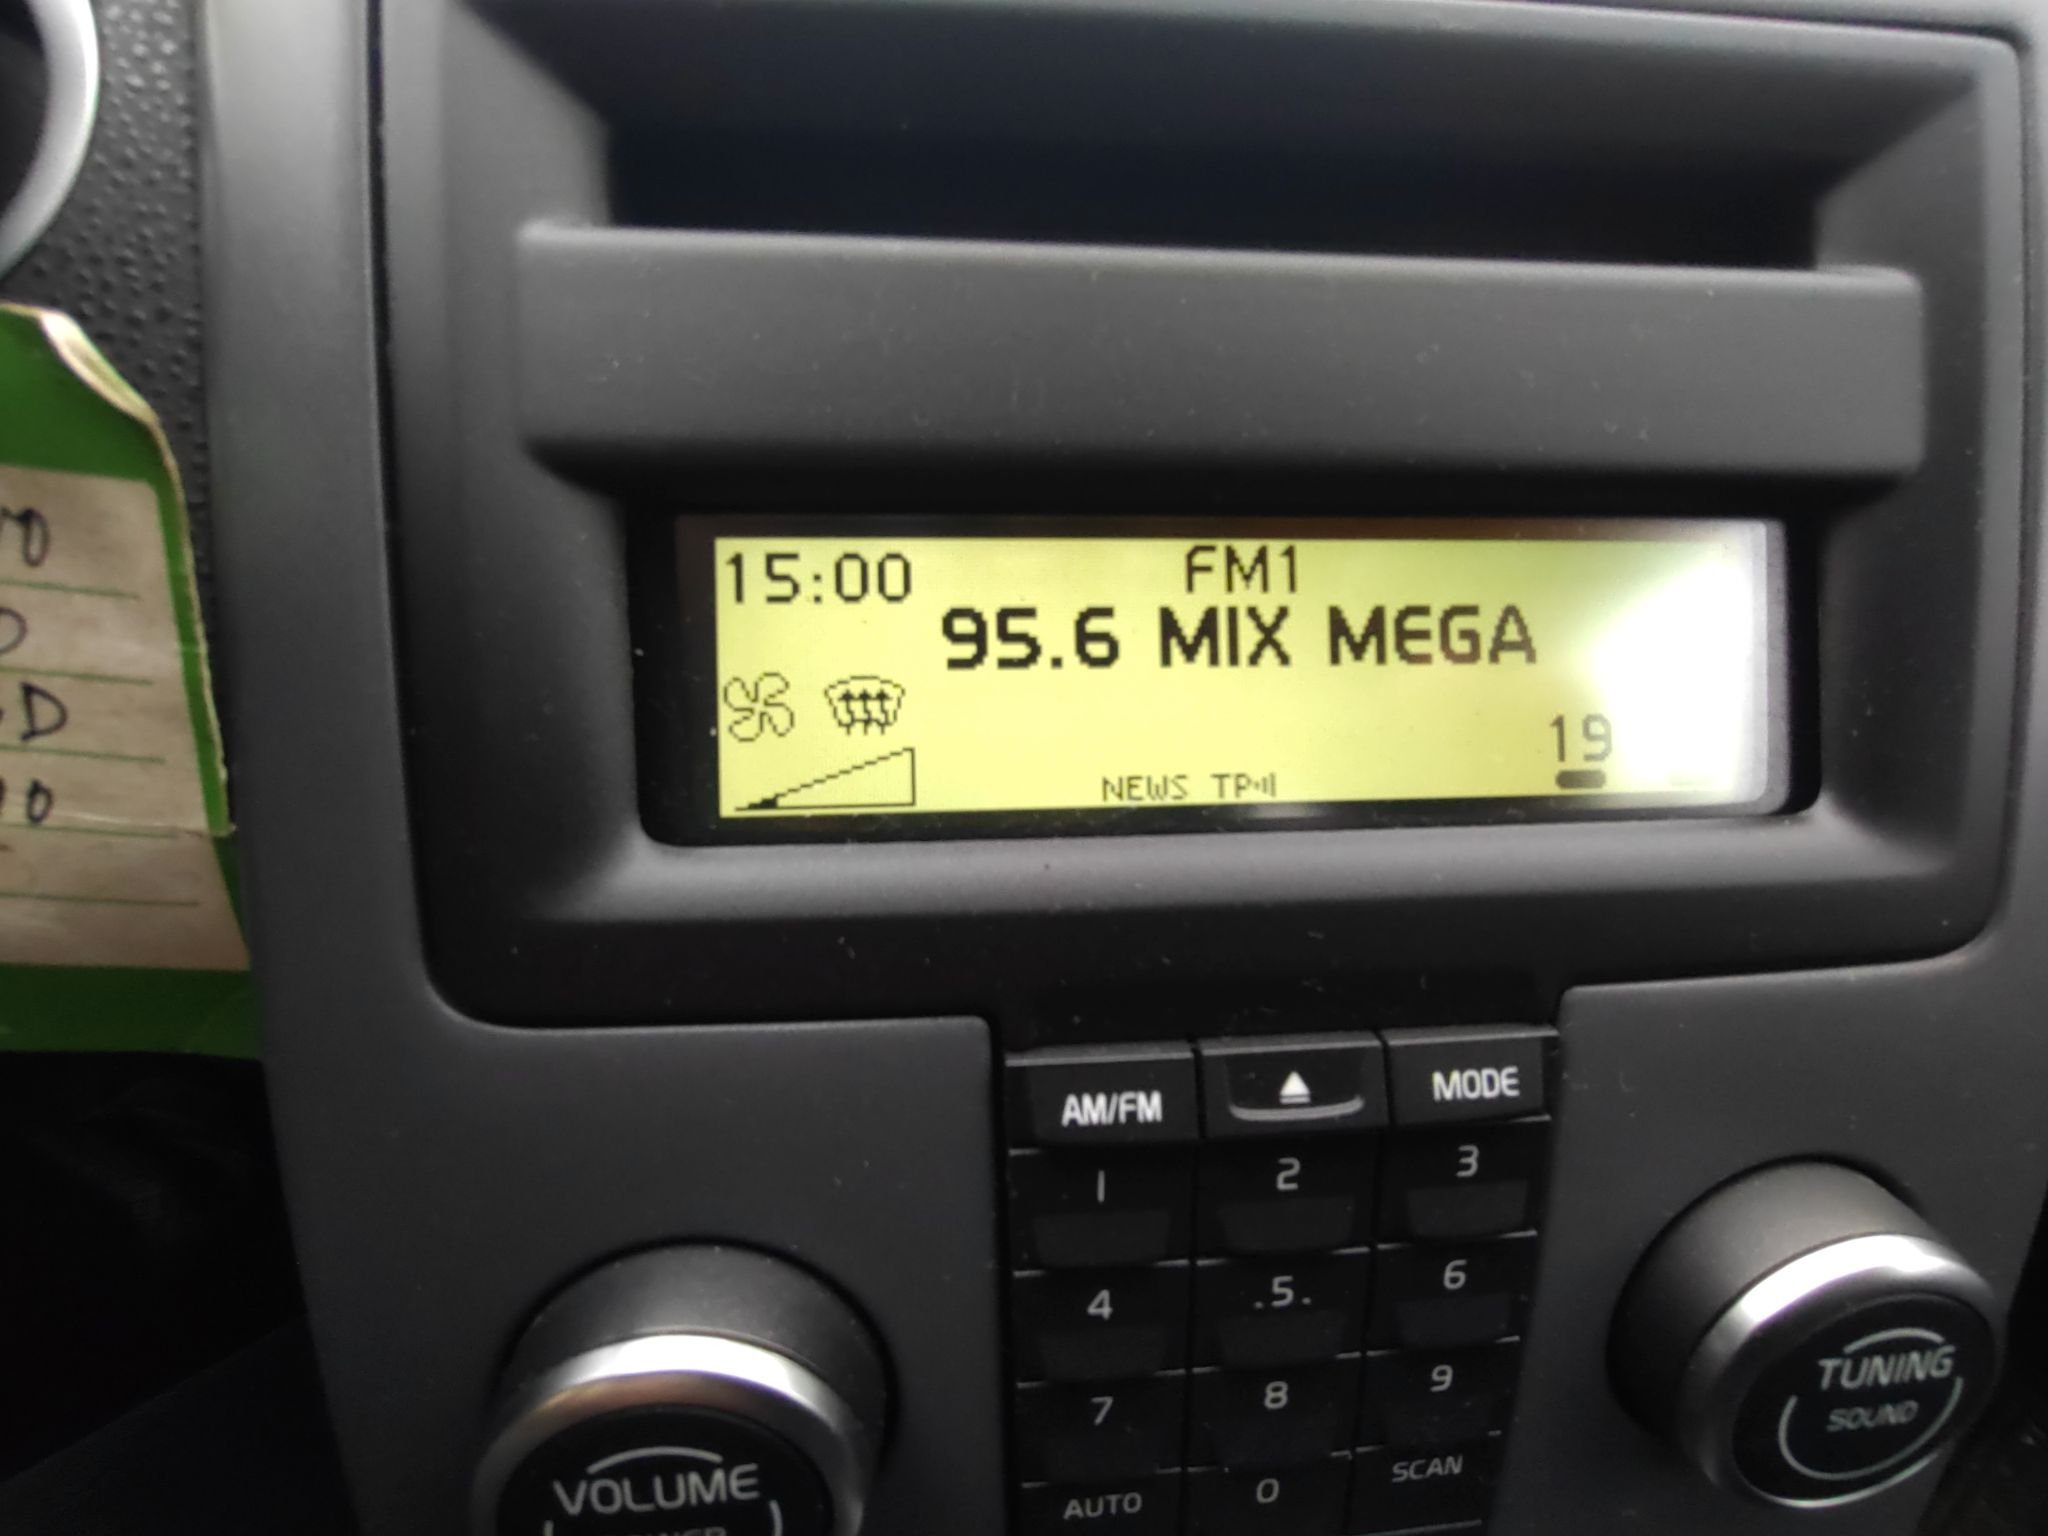 15:00 FM1
95.6 MIX MEGA
19
NEWS TP
AM/FM MODE
1 2 3
4 .5. 6
7 8 9
AUTO 0 SCAN
VOLUME
TUNING
SOUND